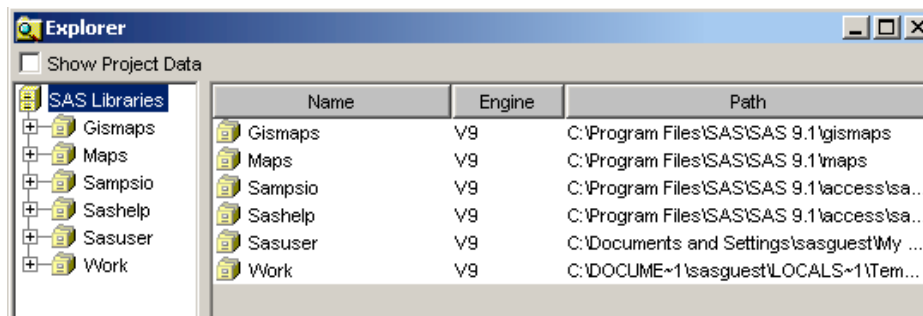 Explorer
Show Project Data
SAS Libraries
Gismaps
Maps
Sampsio
Sashelp
Sasuser
Work
Name Engine Path
Gismaps V9 C:\Program Files\SAS\SAS 9.1\gismaps
Maps V9 C:\Program Files\SAS\SAS 9.1\maps
Sampsio V9 C:\Program Files\SAS\SAS 9.1\access\sa...
Sashelp V9 C:\Program Files\SAS\SAS 9.1\access\sa...
Sasuser V9 C:\Documents and Settings\sasguest\My ...
Work V9 C:\DOCUME~1\sasguest\LOCALS~1\Tem...